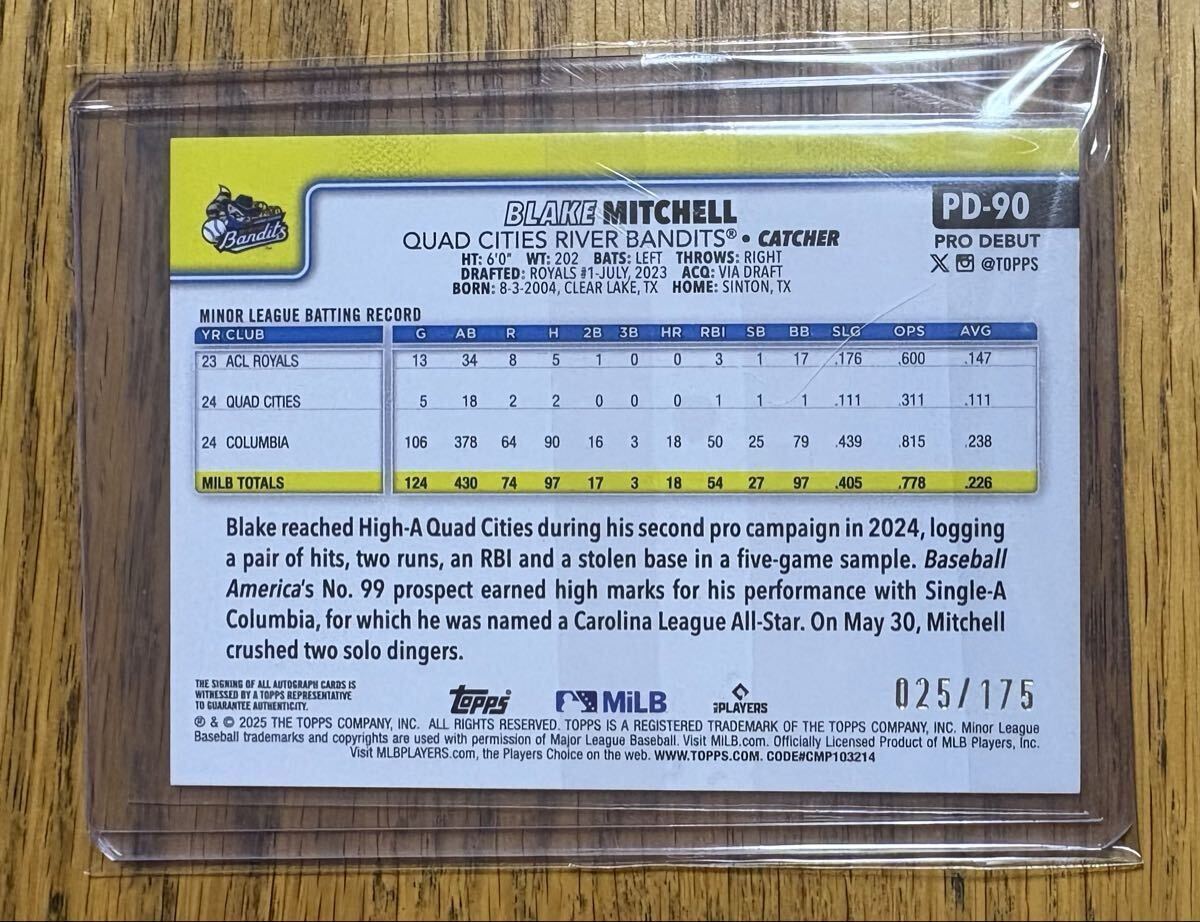 Bandits
BLAKE MITCHELL
PD-90
QUAD CITIES RIVER BANDITS® • CATCHER
PRO DEBUT
HT: 6'0" WT: 202 BATS: LEFT THROWS: RIGHT
@TOPPS
DRAFTED: ROYALS #1-JULY, 2023 ACQ: VIA DRAFT
BORN: 8-3-2004, CLEAR LAKE, TX HOME: SINTON, TX
MINOR LEAGUE BATTING RECORD
YR CLUB G AB R H 2B 3B HR RBI SB BB SLG OPS AVG
23 ACL ROYALS 13 34 8 5 1 0 0 3 1 17 .176 .600 .147
24 QUAD CITIES 5 18 2 2 0 0 0 1 1 1 .111 .311 .111
24 COLUMBIA 106 378 64 90 16 3 18 50 25 79 .439 .815 .238
MILB TOTALS 124 430 74 97 17 3 18 54 27 97 .405 .778 .226
Blake reached High-A Quad Cities during his second pro campaign in 2024, logging
a pair of hits, two runs, an RBI and a stolen base in a five-game sample. Baseball
America's No. 99 prospect earned high marks for his performance with Single-A
Columbia, for which he was named a Carolina League All-Star. On May 30, Mitchell
crushed two solo dingers.
THE SIGNING OF ALL AUTOGRAPH CARDS IS
WITNESSED BY A TOPPS REPRESENTATIVE
TO GUARANTEE AUTHENTICITY.
Topps MiLB PLAYERS
025/175
® & © 2025 THE TOPPS COMPANY, INC. ALL RIGHTS RESERVED. TOPPS IS A REGISTERED TRADEMARK OF THE TOPPS COMPANY, INC. Minor League
Baseball trademarks and copyrights are used with permission of Major League Baseball. Visit MiLB.com. Officially Licensed Product of MLB Players, Inc.
Visit MLBPLAYERS.com, the Players Choice on the web. WWW.TOPPS.COM. CODE#CMP103214